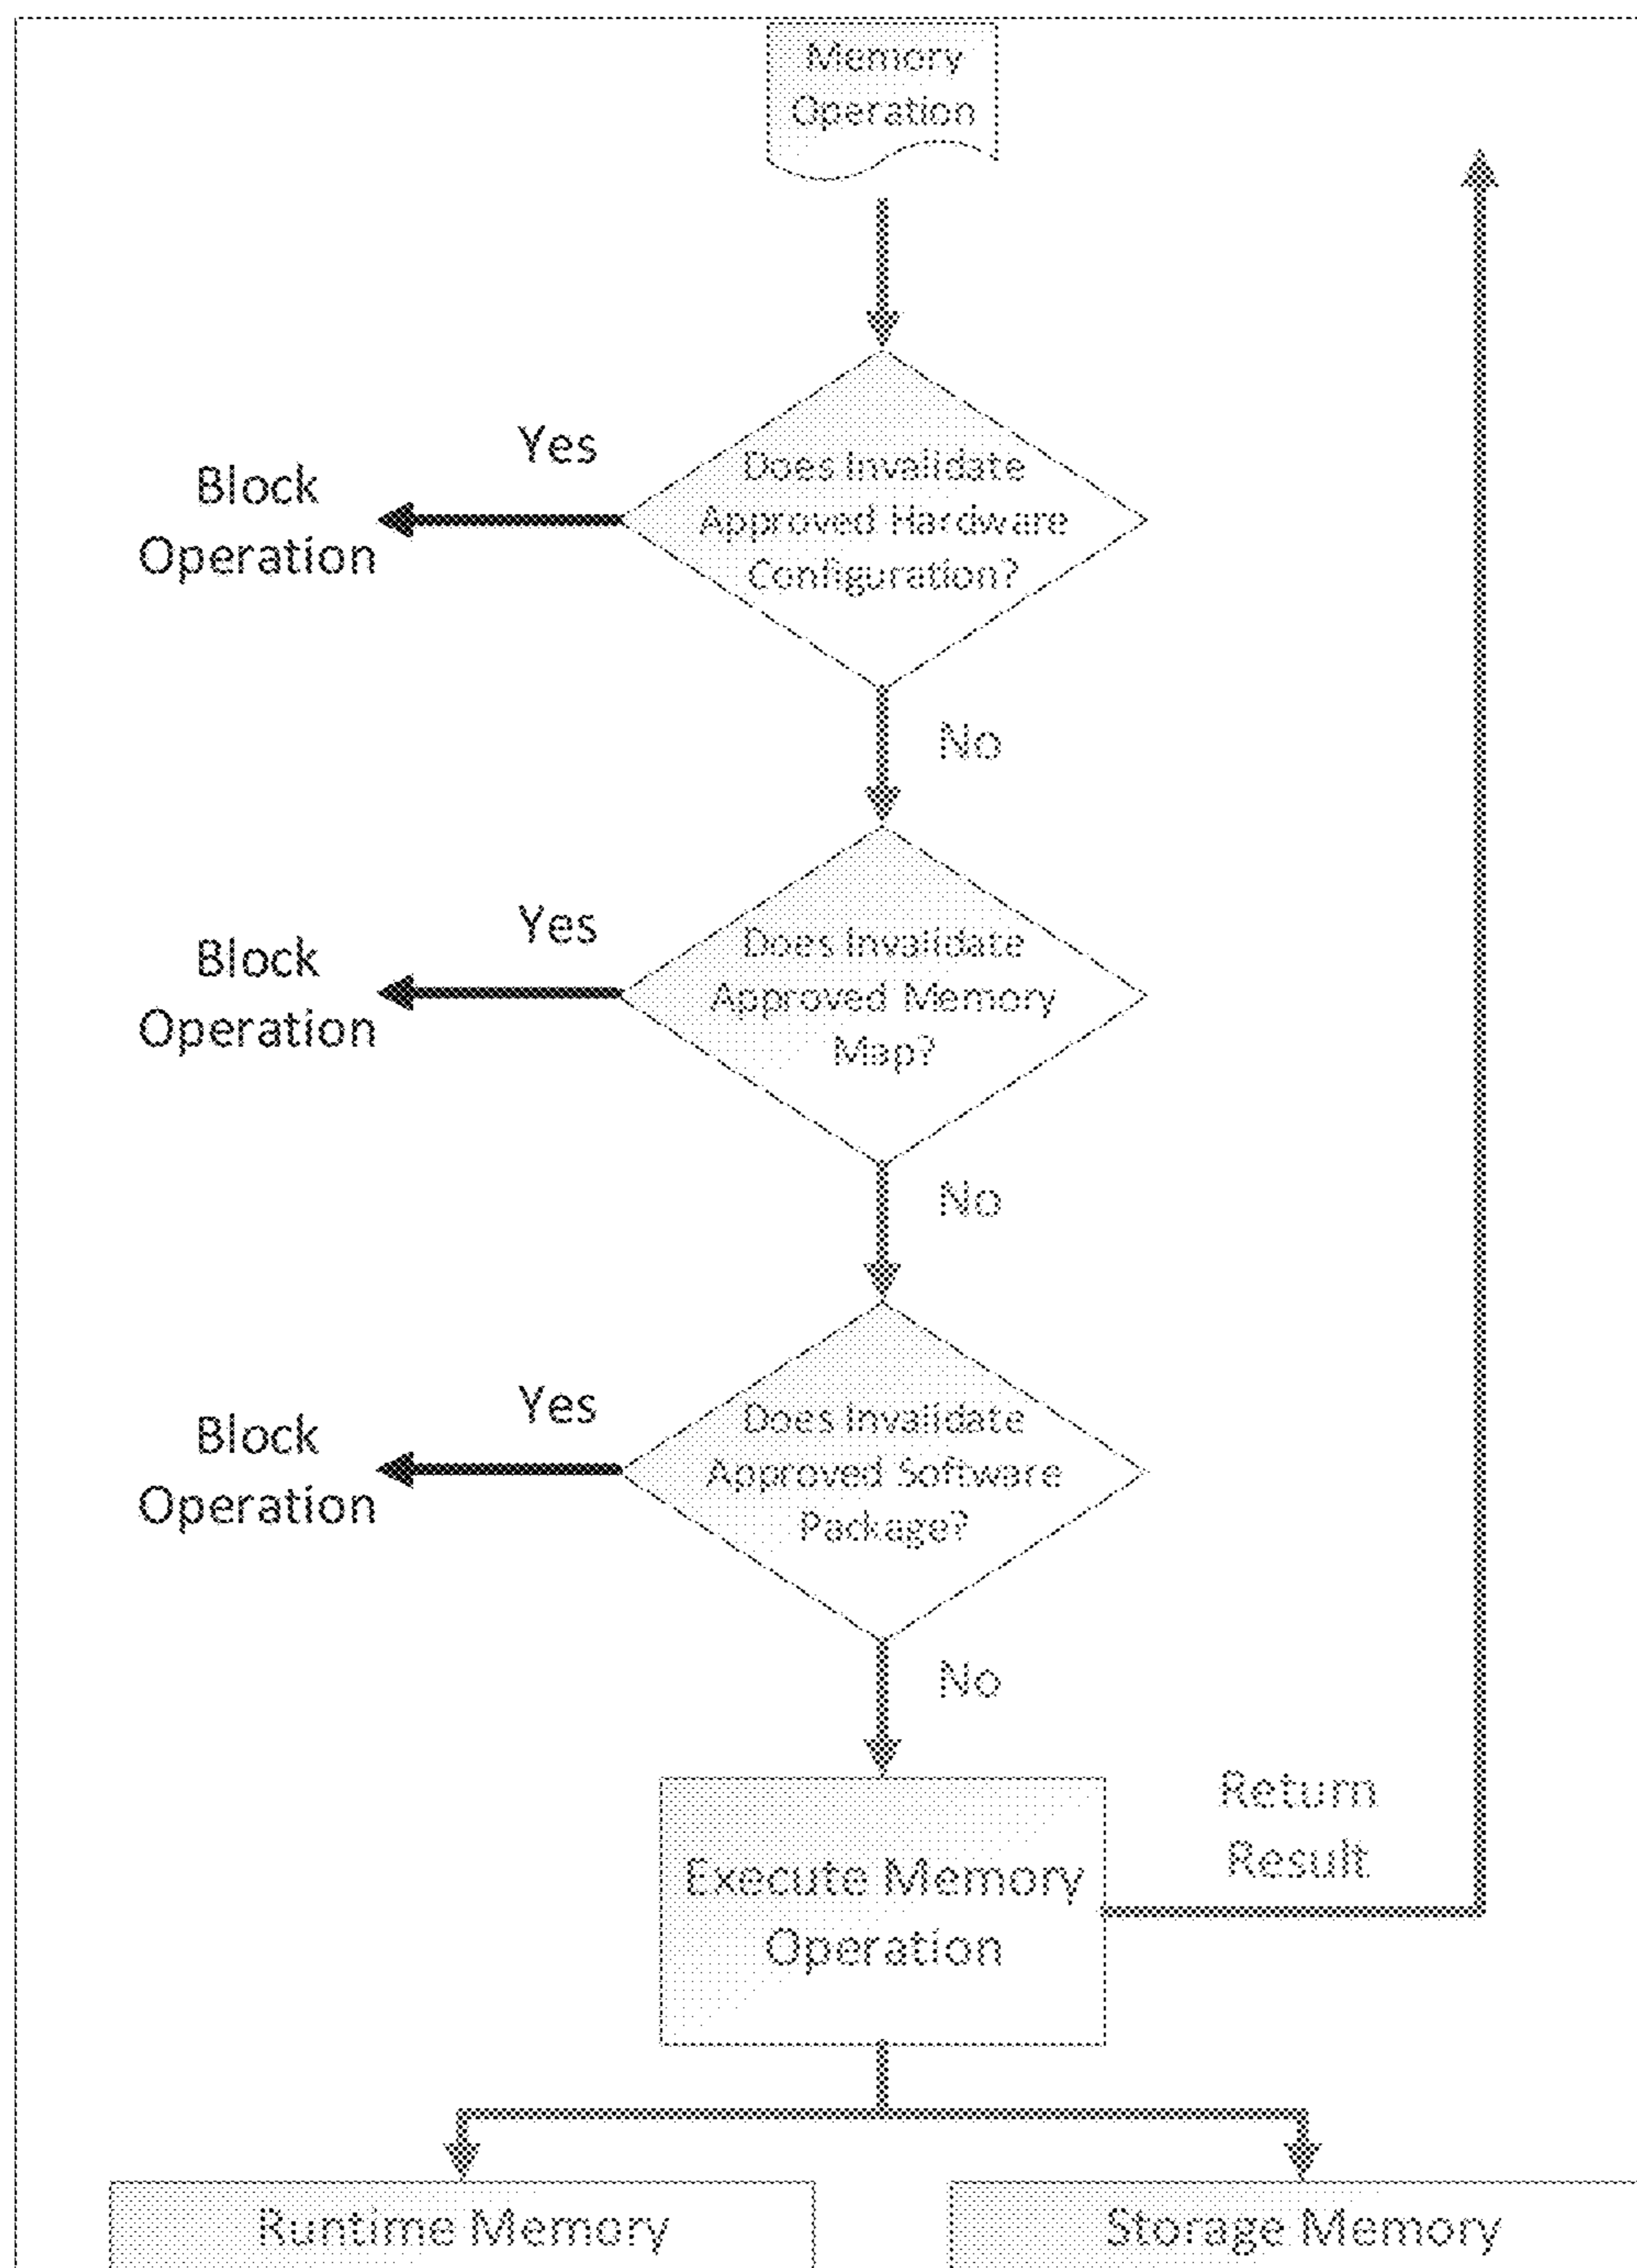 Memory
Operation
Yes
Block
Operation
Does Invalidate
Approved Hardware
Configuration?
No
Yes
Block
Operation
Does Invalidate
Approved Memory
Map?
No
Yes
Block
Operation
Does Invalidate
Approved Software
Package?
No
Return
Result
Execute Memory
Operation
Runtime Memory
Storage Memory